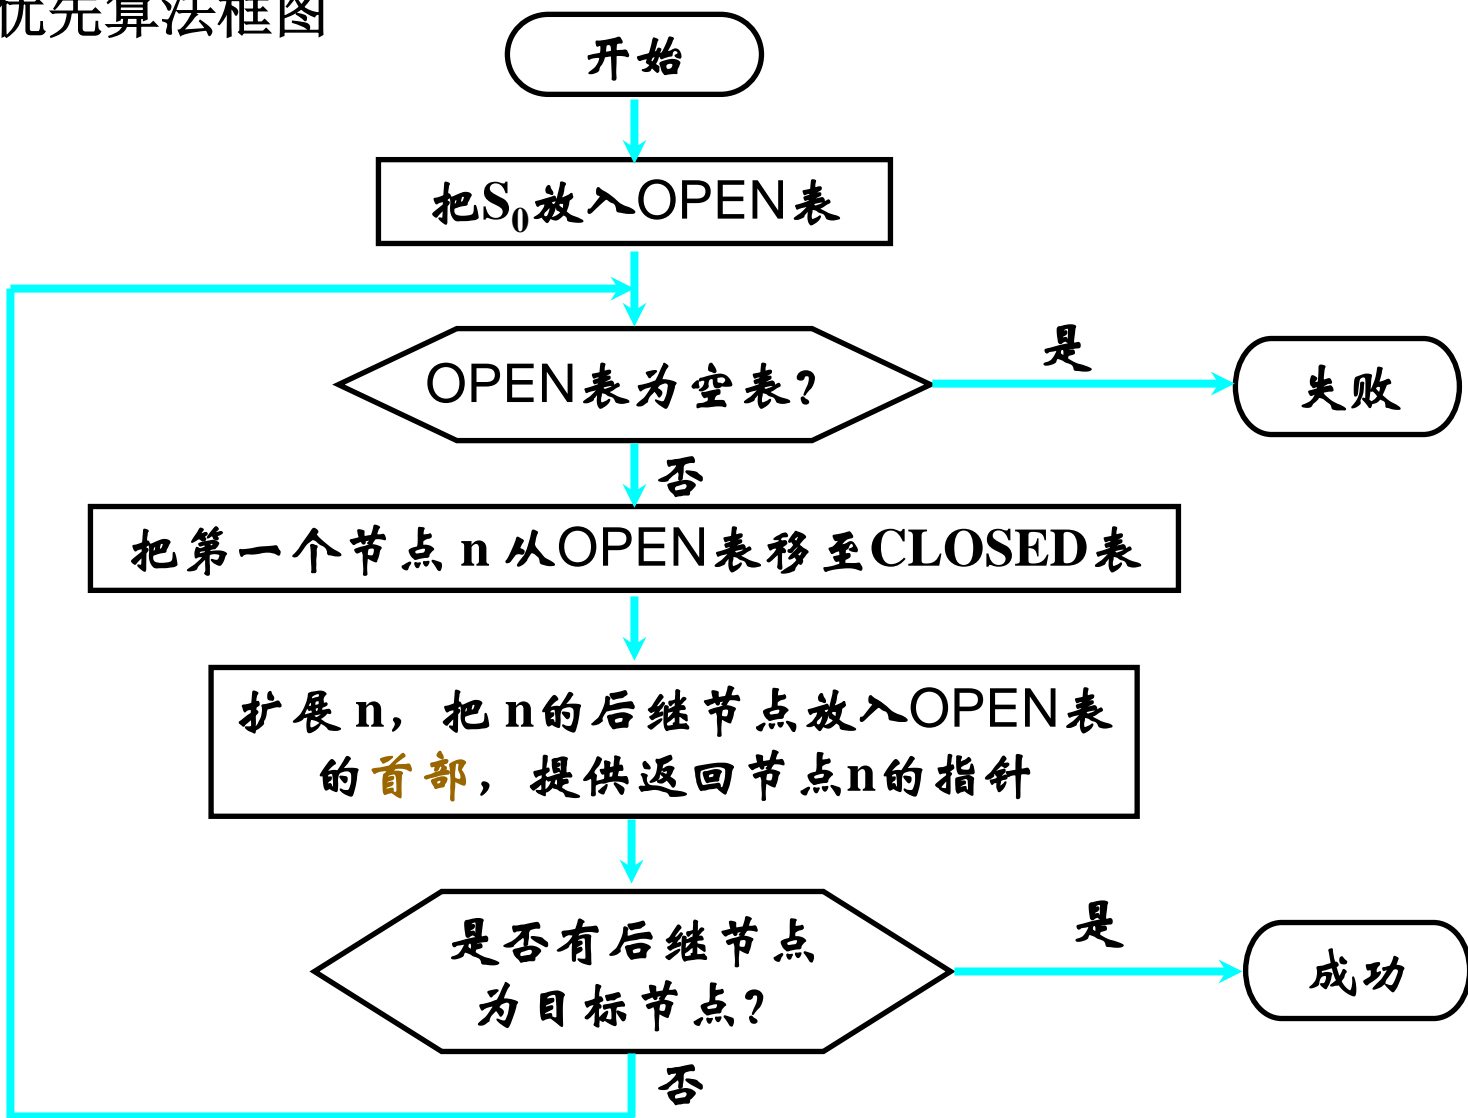 优先算法框图
开始
把S₀放入OPEN表
OPEN表为空表？
是
失败
否
把第一个节点 n 从OPEN表移至CLOSED表
扩展 n，把 n的后继节点放入OPEN表
的首部，提供返回节点n的指针
是否有后继节点
为目标节点？
是
成功
否